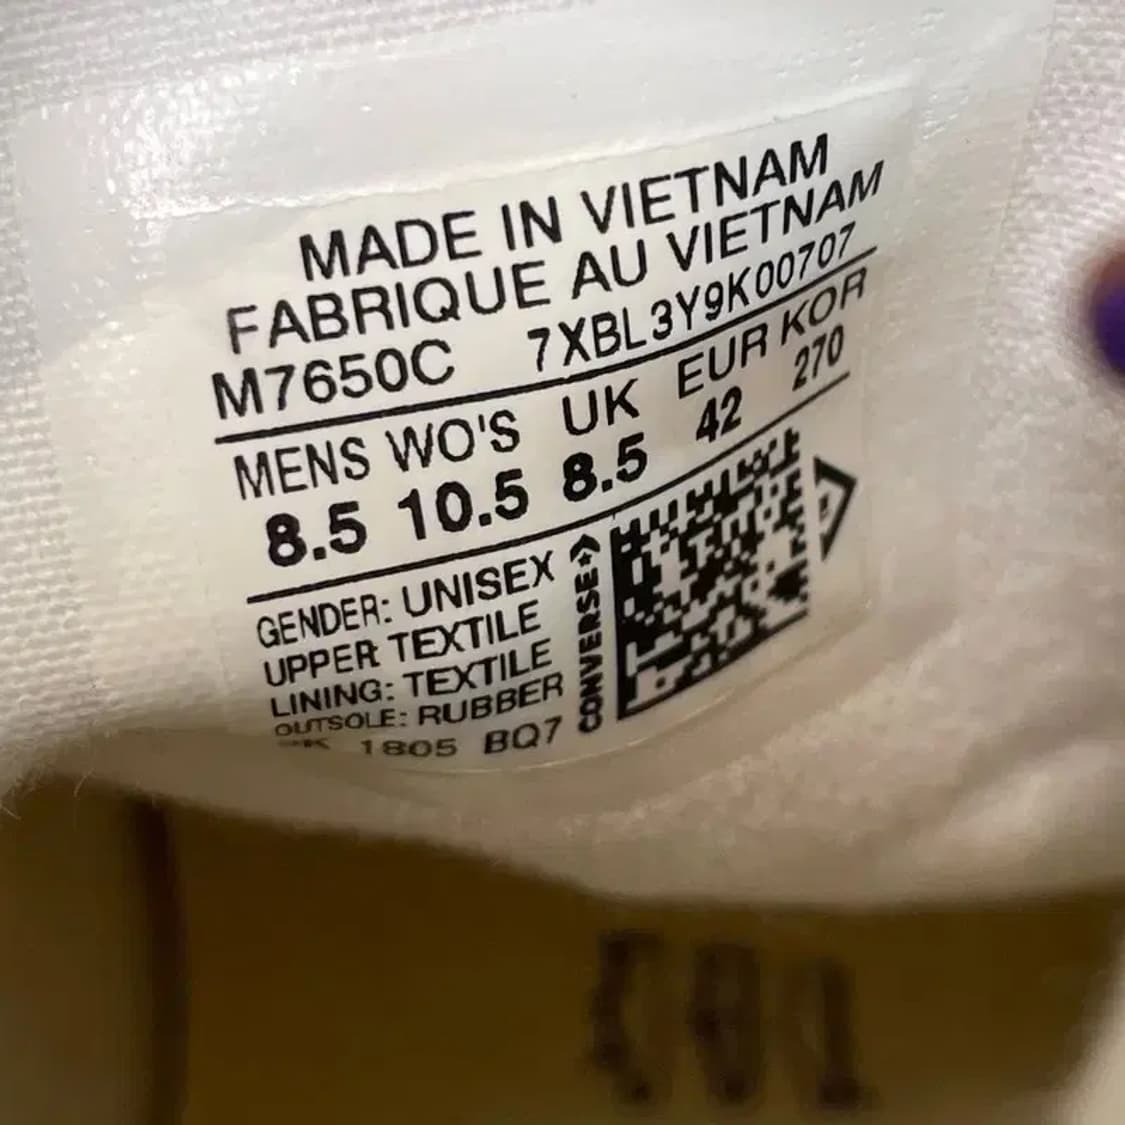 MADE IN VIETNAM
FABRIQUE AU VIETNAM
M7650C 7XBL3Y9K00707
MENS WO'S UK EUR KOR
8.5 10.5 8.5 42 270
GENDER: UNISEX
UPPER TEXTILE
LINING: TEXTILE
OUTSOLE: RUBBER
1805 BQ7
CONVERSE